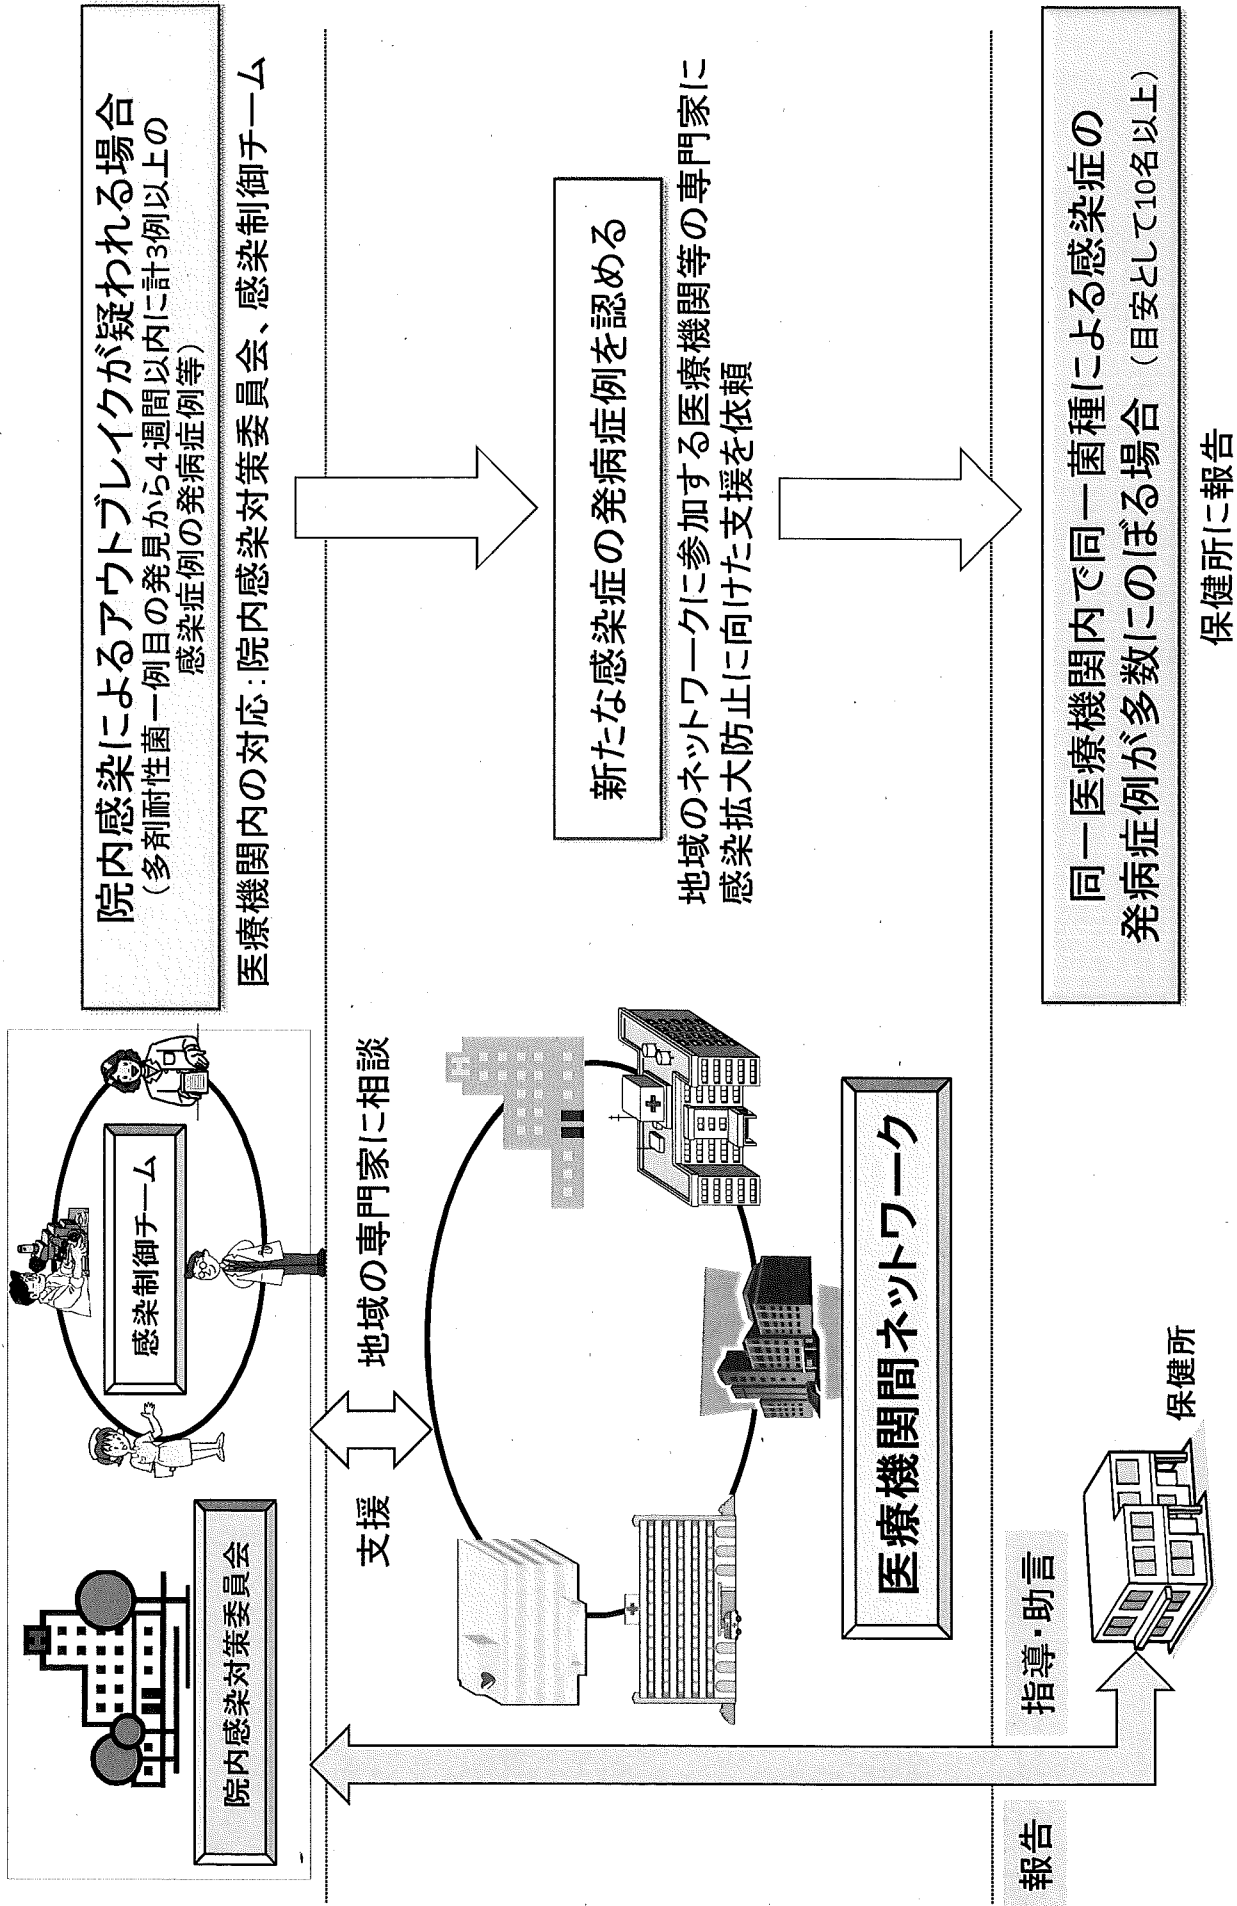 院内感染対策委員会
感染制御チーム
院内感染によるアウトブレイクが疑われる場合
（多剤耐性菌一例目の発見から4週間以内に計3例以上の
感染症例の発病症例等）
医療機関内の対応：院内感染対策委員会、感染制御チーム
支援
地域の専門家に相談
医療機関間ネットワーク
新たな感染症の発病症例を認める
地域のネットワークに参加する医療機関等の専門家に
感染拡大防止に向けた支援を依頼
報告
指導・助言
保健所
同一医療機関内で同一菌種による感染症の
発病症例が多数にのぼる場合（目安として10名以上）
保健所に報告
H
H